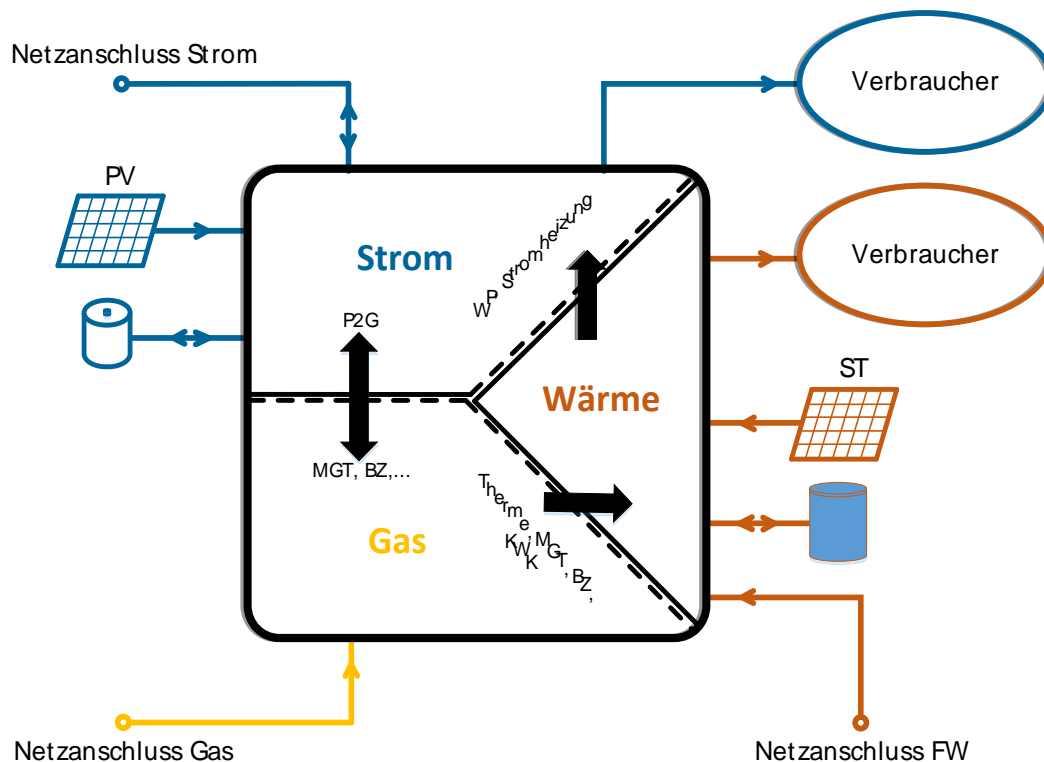 Netzanschluss Strom
Verbraucher
PV
Strom
WP, Stromheizung
Verbraucher
P2G
ST
Wärme
MGT, BZ,...
Therme, MGT, BZ,
KWK
Gas
Netzanschluss Gas
Netzanschluss FW